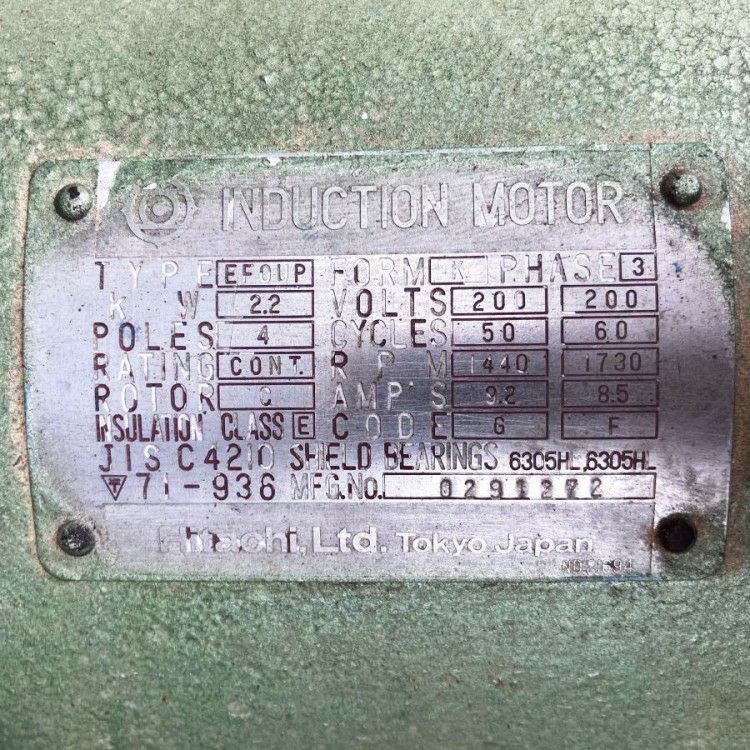 INDUCTION MOTOR
TYPE EFOUP FORM K PHASE 3
KW 2.2 VOLTS 200 200
POLES 4 CYCLES 50 60
RATING CONT. RPM 1440 1730
ROTOR C AMP'S 9.2 8.5
INSULATION CLASS E CODE G F
JIS C4210 SHIELD BEARINGS 6305HL 6305HL
〒 71-936 MFG.No. 0291272
Hitachi, Ltd. Tokyo Japan